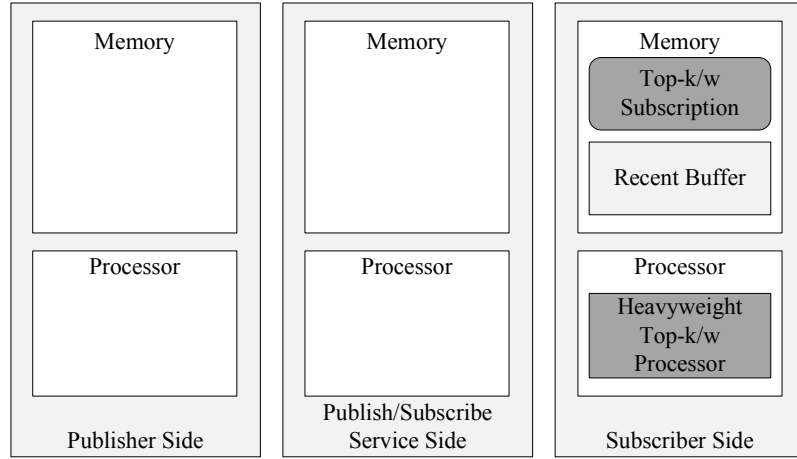 Memory
Processor
Publisher Side
Memory
Processor
Publish/Subscribe
Service Side
Memory
Top-k/w
Subscription
Recent Buffer
Processor
Heavyweight
Top-k/w
Processor
Subscriber Side